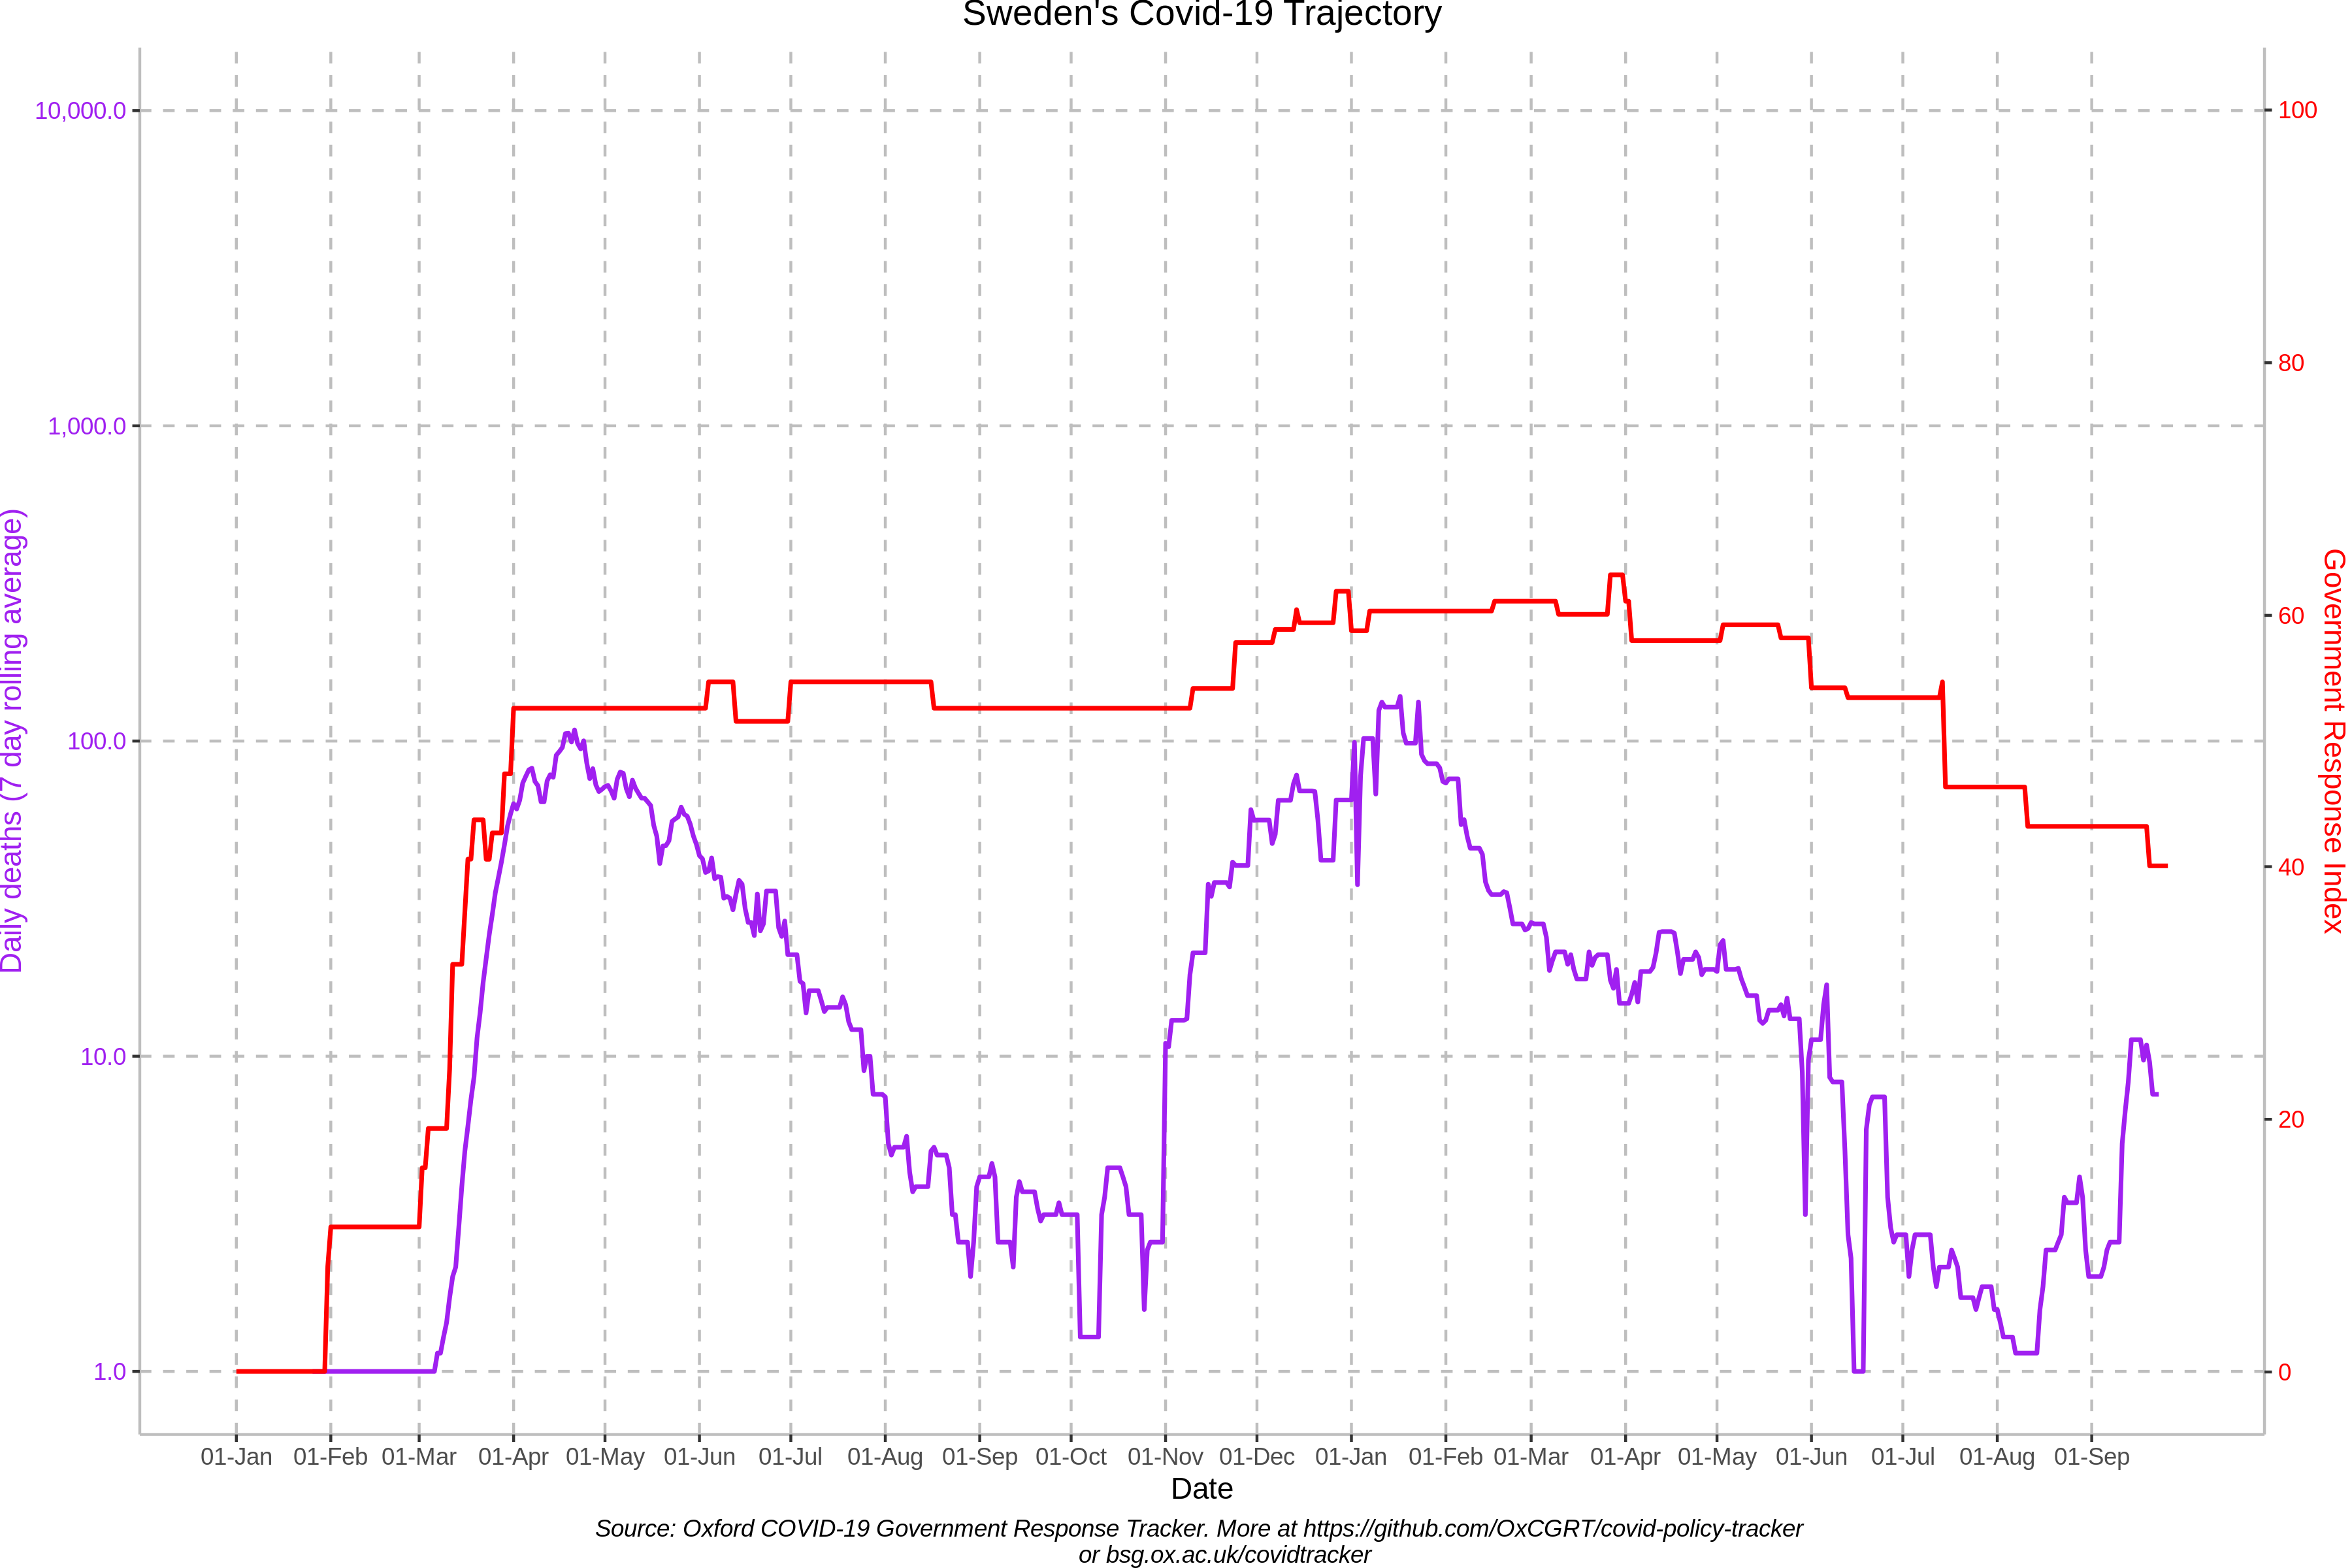 Sweden's Covid-19 Trajectory
10,000.0
1,000.0
100.0
10.0
1.0
Daily deaths (7 day rolling average)
100
80
60
40
20
0
Government Response Index
01-Jan 01-Feb 01-Mar 01-Apr 01-May 01-Jun 01-Jul 01-Aug 01-Sep 01-Oct 01-Nov 01-Dec 01-Jan 01-Feb 01-Mar 01-Apr 01-May 01-Jun 01-Jul 01-Aug 01-Sep
Date
Source: Oxford COVID-19 Government Response Tracker. More at https://github.com/OxCGRT/covid-policy-tracker
or bsg.ox.ac.uk/covidtracker